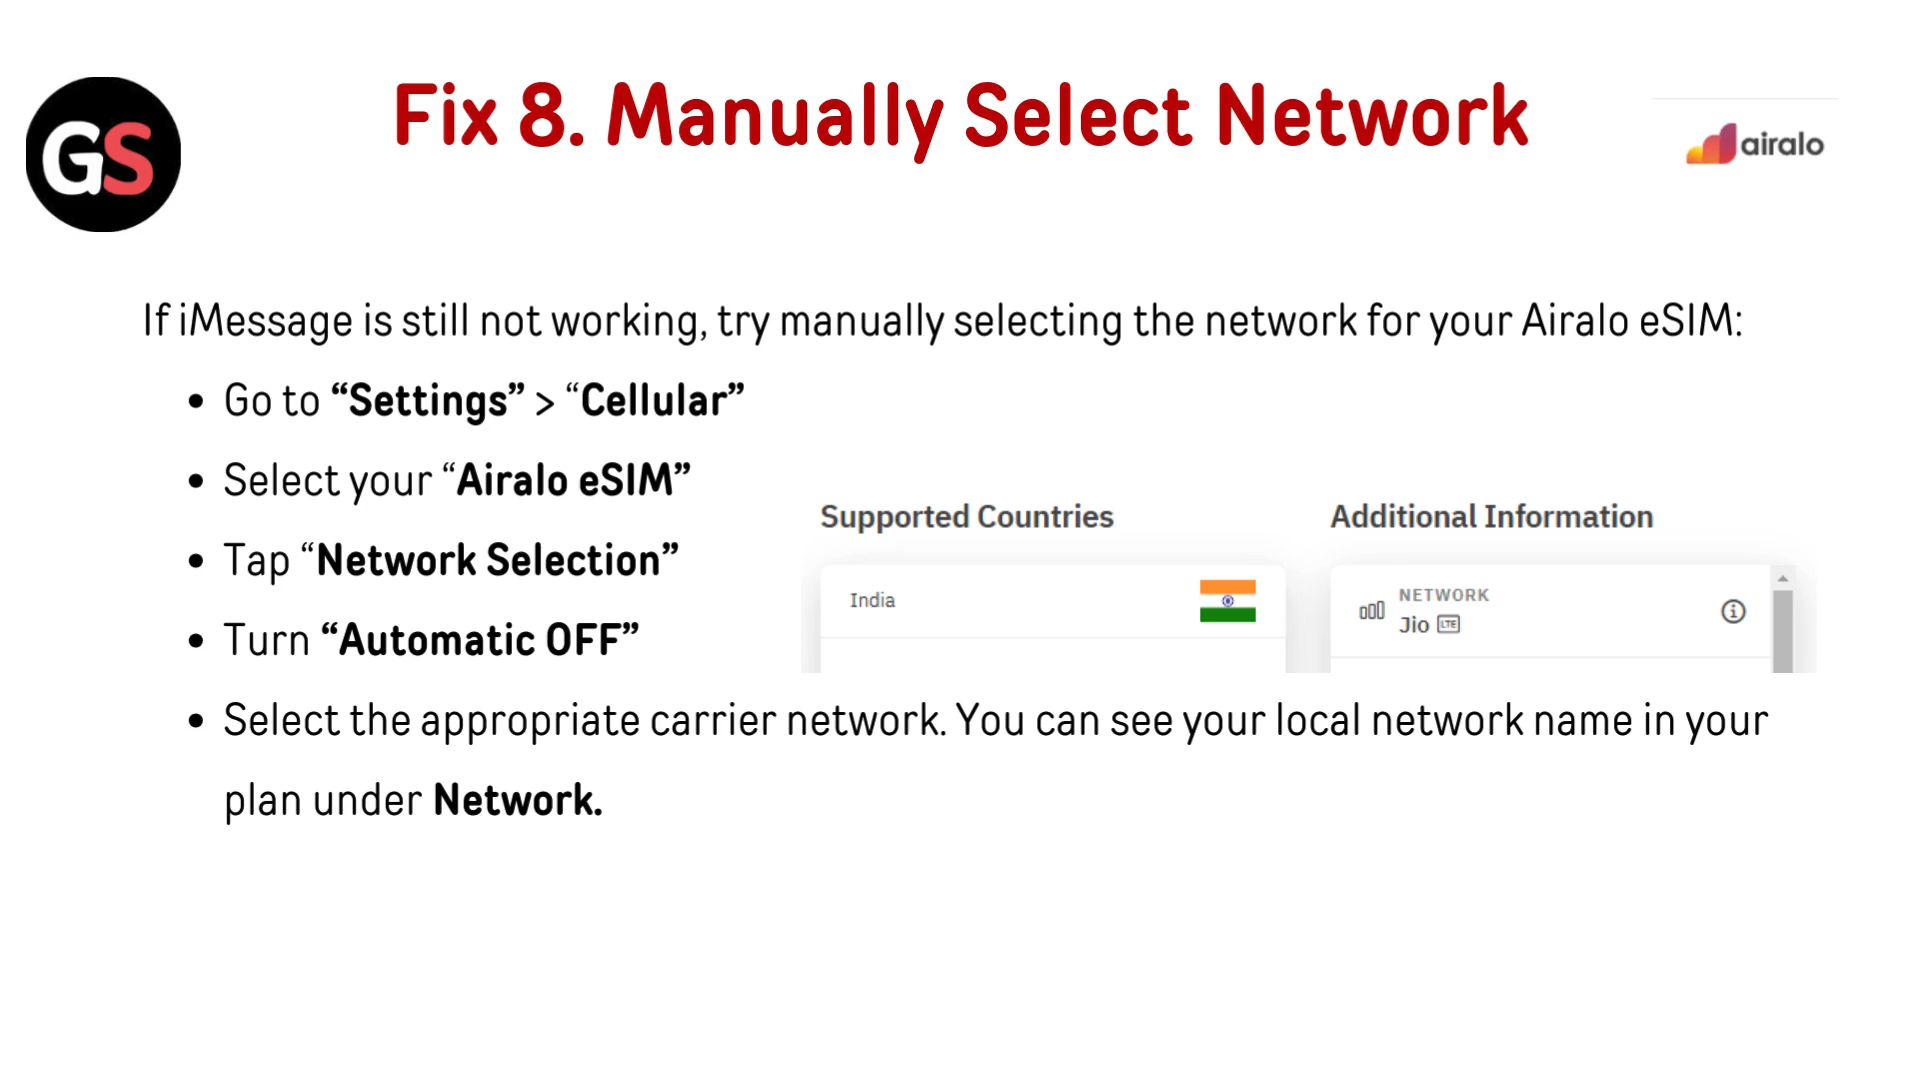 GS
Fix 8. Manually Select Network
airalo
If iMessage is still not working, try manually selecting the network for your Airalo eSIM:
• Go to “Settings” > “Cellular”
• Select your “Airalo eSIM”
• Tap “Network Selection”
• Turn “Automatic OFF”
Supported Countries
India
Additional Information
NETWORK
Jio LTE
• Select the appropriate carrier network. You can see your local network name in your
plan under Network.